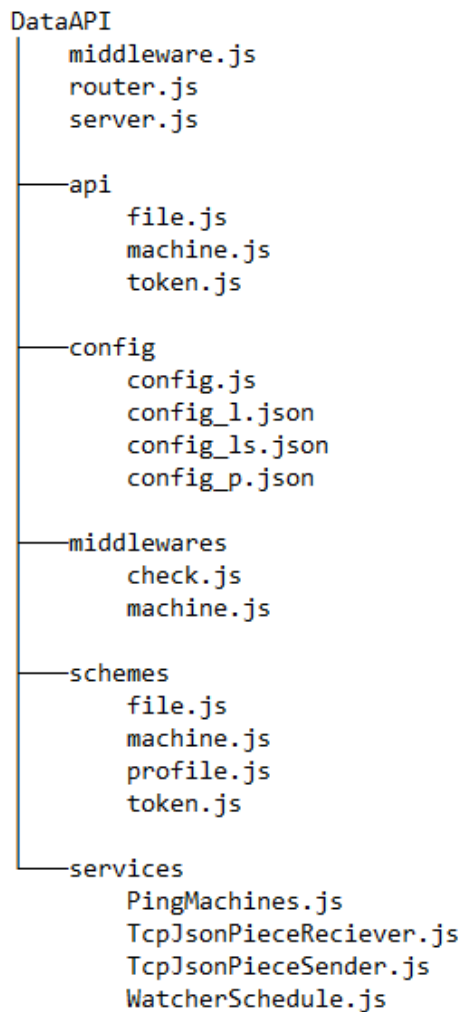 DataAPI
middleware.js
router.js
server.js
api
file.js
machine.js
token.js
config
config.js
config_l.json
config_ls.json
config_p.json
middlewares
check.js
machine.js
schemes
file.js
machine.js
profile.js
token.js
services
PingMachines.js
TcpJsonPieceReciever.js
TcpJsonPieceSender.js
WatcherSchedule.js